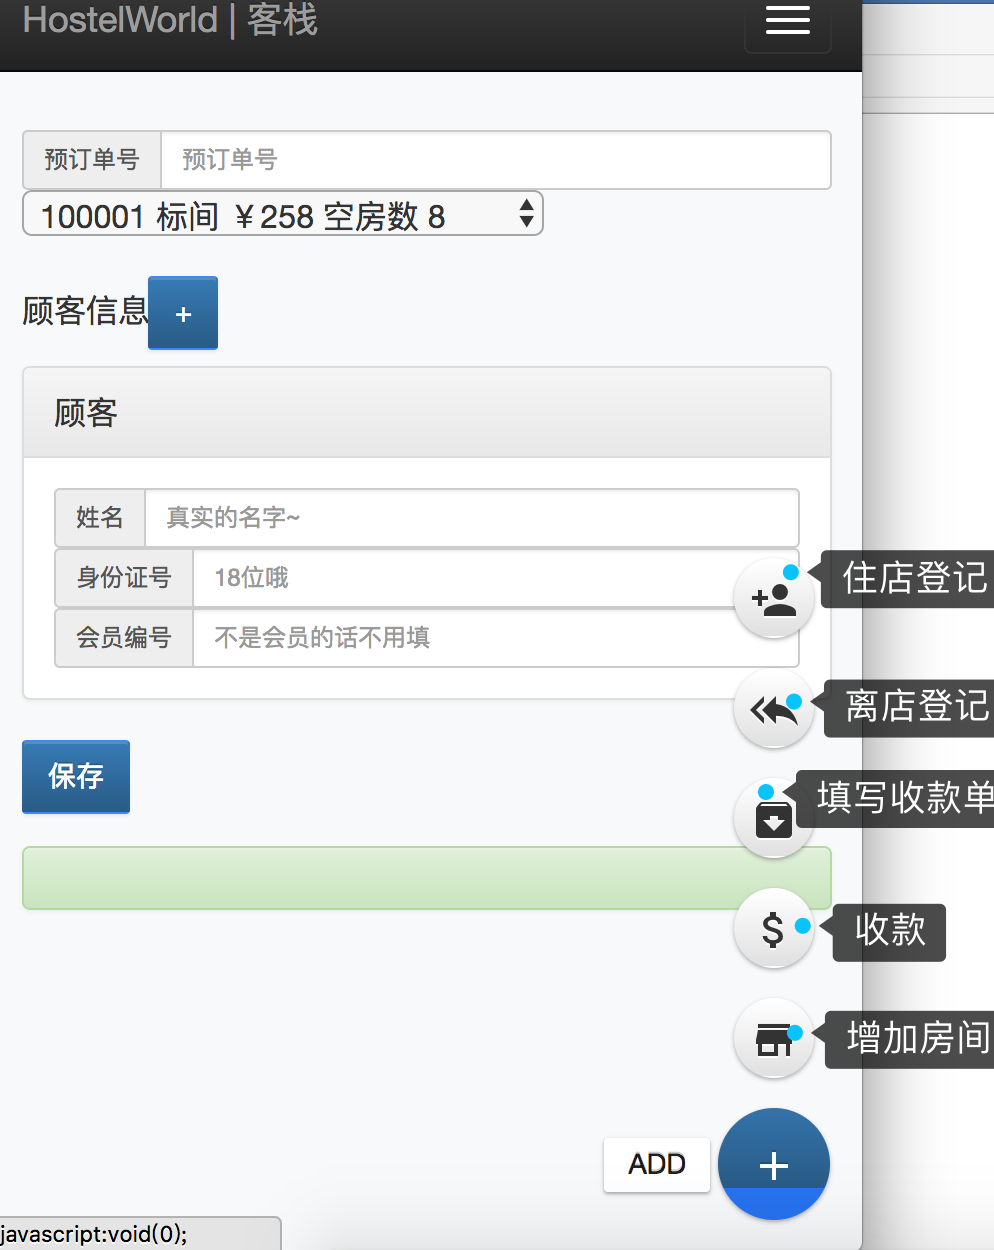 HostelWorld | 客栈
预订单号 预订单号
100001 标间 ￥258 空房数 8
顾客信息 +
顾客
姓名 真实的名字~
身份证号 18位哦
住店登记
会员编号 不是会员的话不用填
离店登记
保存
填写收款单
$ 收款
增加房间
ADD +
javascript:void(0);